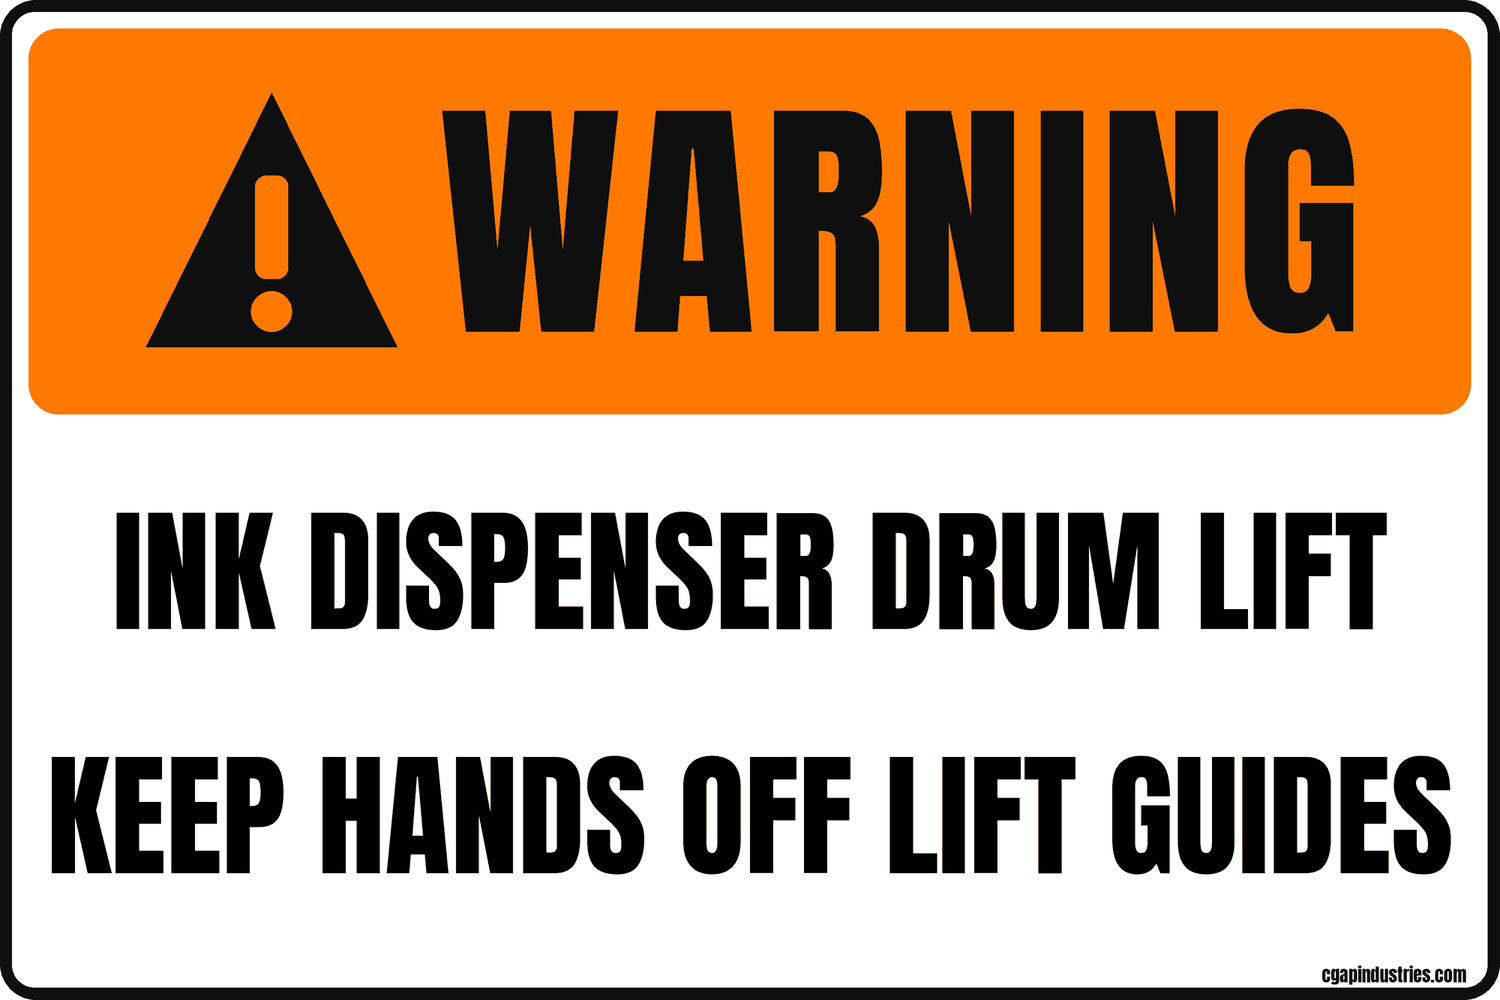 WARNING
INK DISPENSER DRUM LIFT
KEEP HANDS OFF LIFT GUIDES
cgapindustries.com